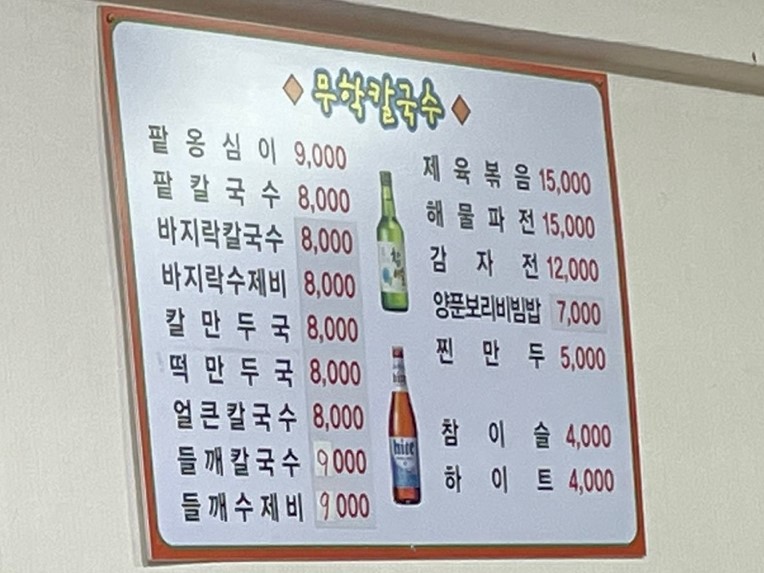 무학칼국수
팥옹심이 9,000
팥칼국수 8,000
바지락칼국수 8,000
바지락수제비 8,000
칼만두국 8,000
떡만두국 8,000
얼큰칼국수 8,000
들깨칼국수 9000
들깨수제비 9000
제육볶음 15,000
해물파전 15,000
감자전 12,000
양푼보리비빔밥 7,000
찐만두 5,000
참이슬 4,000
하이트 4,000
hite